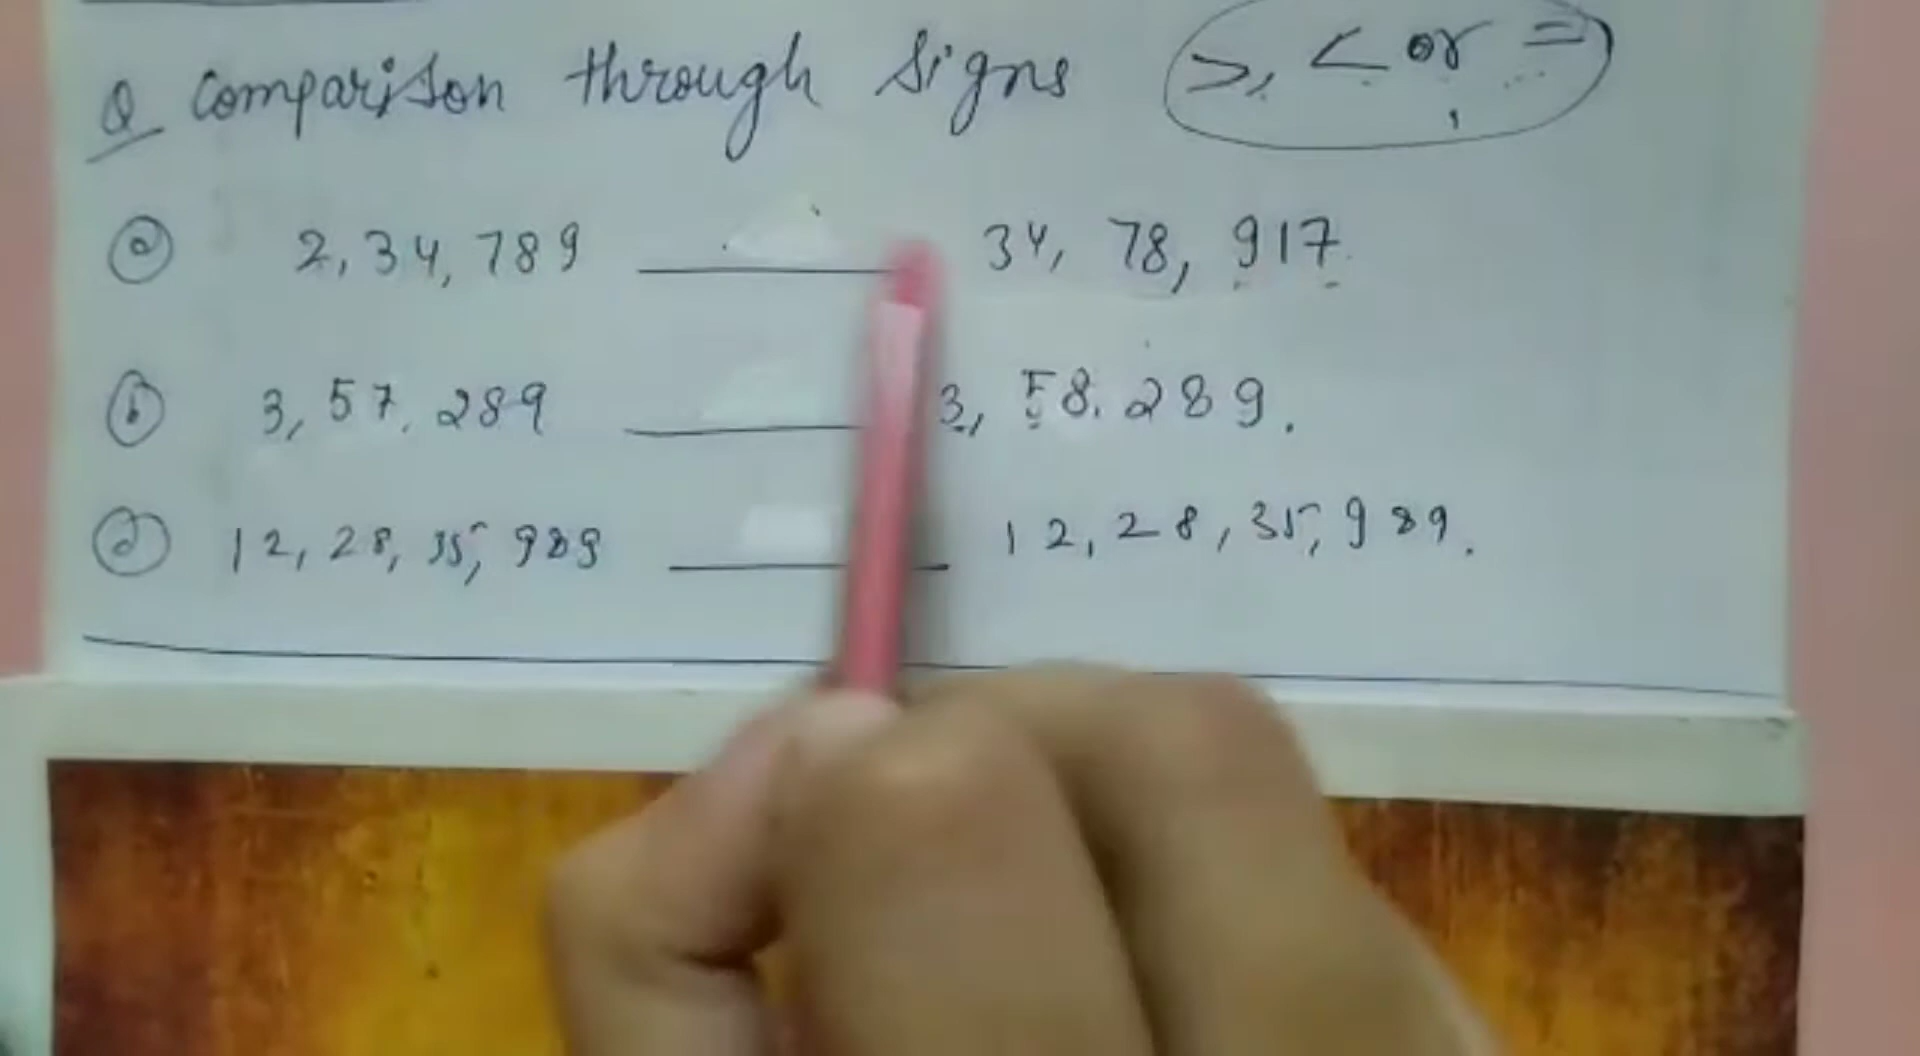 Q Comparison through Signs >, < or =
(a) 2,34,789 ______ 34, 78, 917.
(b) 3,57,289 ______ 3, 58,289.
(d) 12,28,35,989 ______ 12,28,35,989.